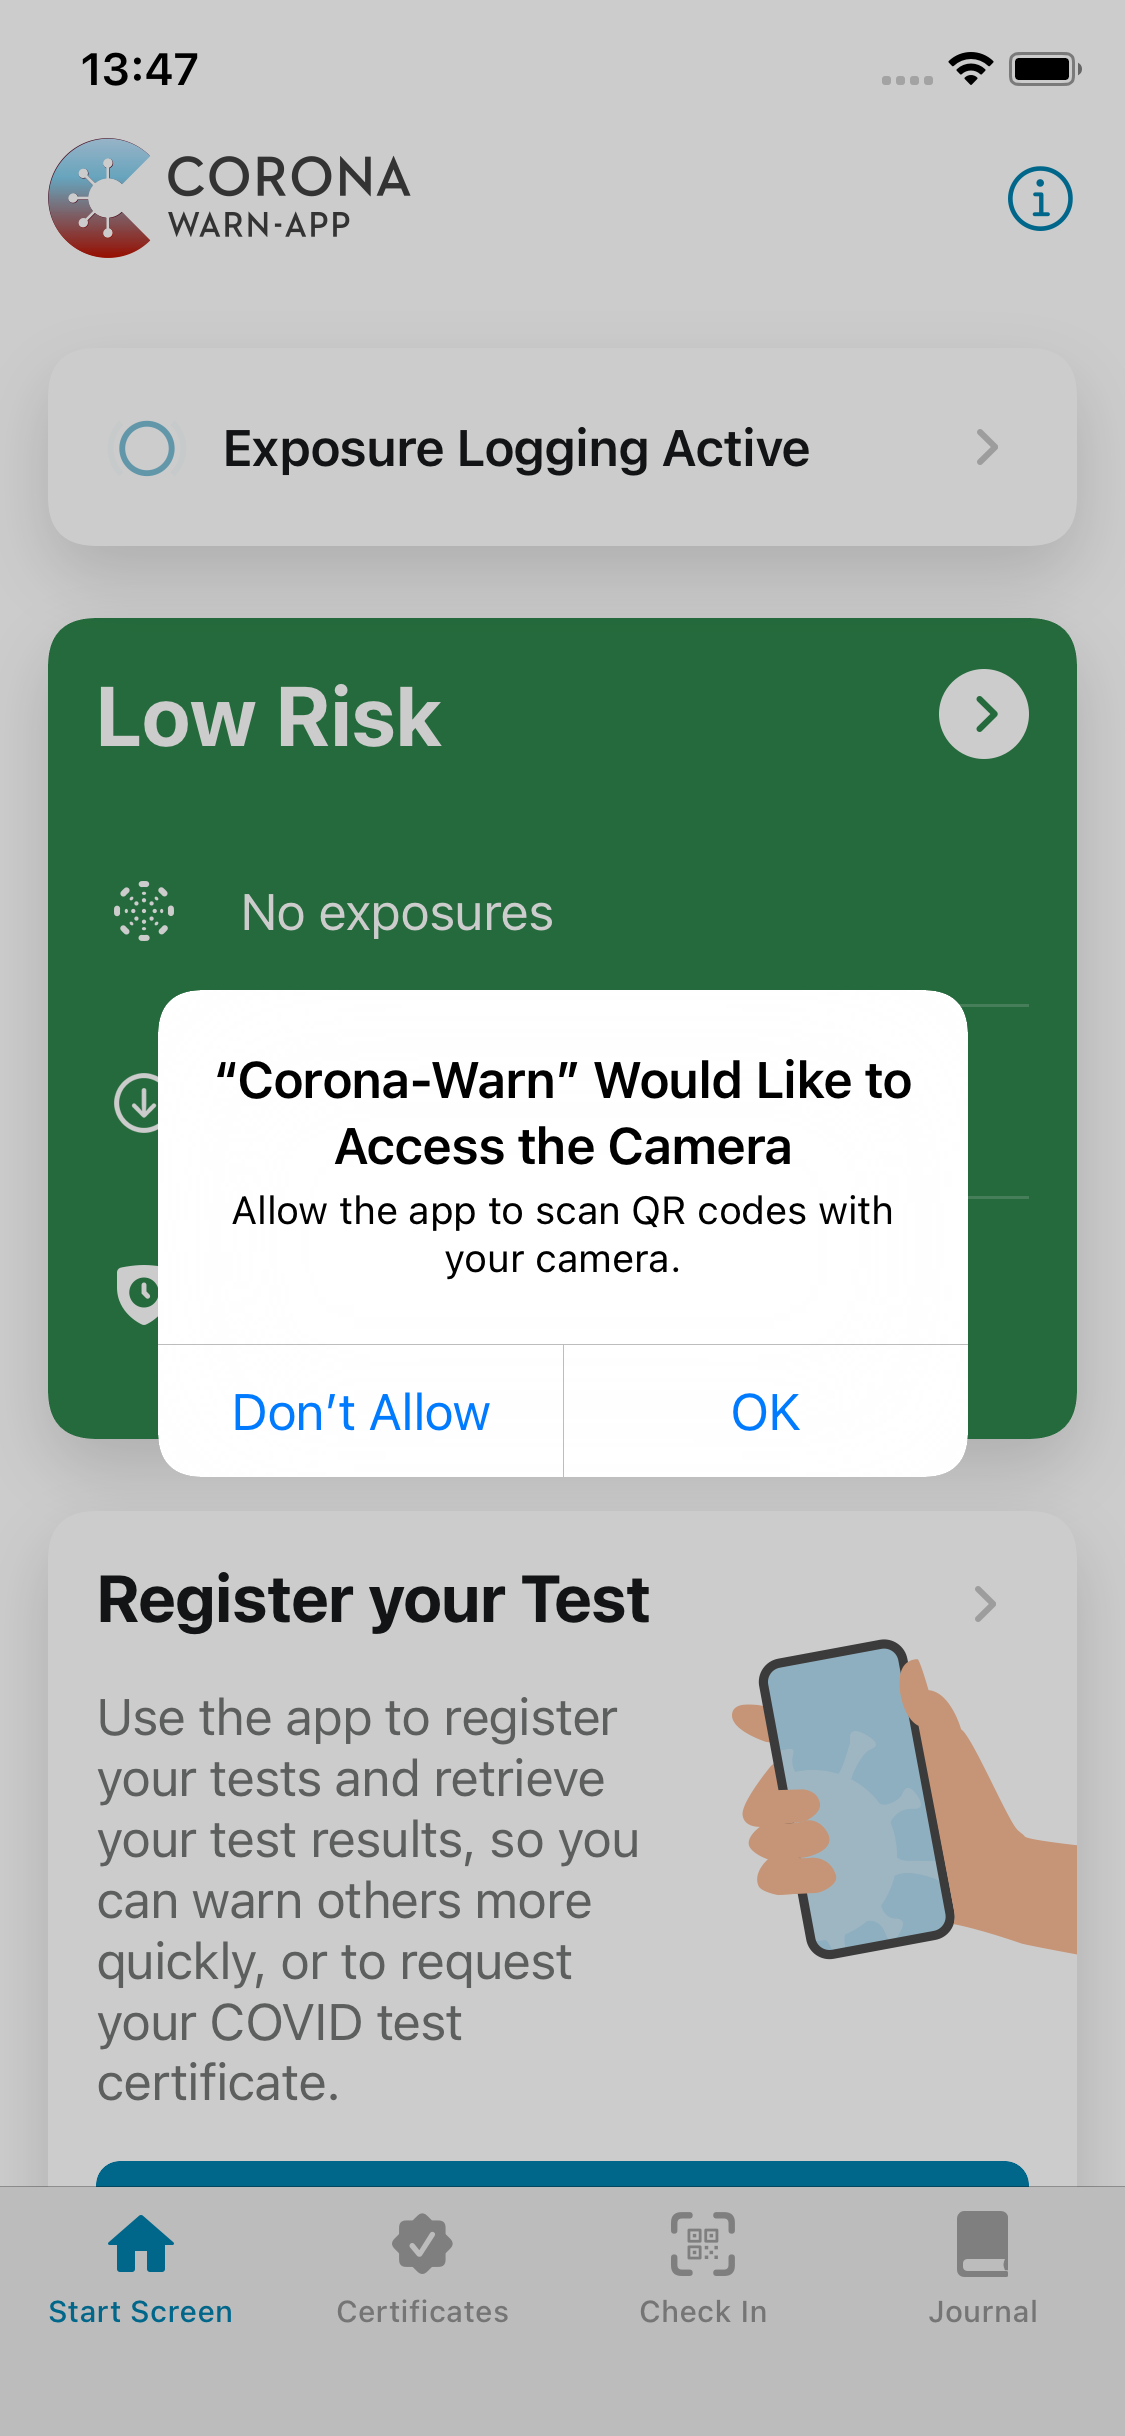 13:47
CORONA
WARN-APP
Exposure Logging Active
Low Risk
No exposures
“Corona-Warn” Would Like to
Access the Camera
Allow the app to scan QR codes with
your camera.
Don’t Allow
OK
Register your Test
Use the app to register
your tests and retrieve
your test results, so you
can warn others more
quickly, or to request
your COVID test
certificate.
Start Screen
Certificates
Check In
Journal